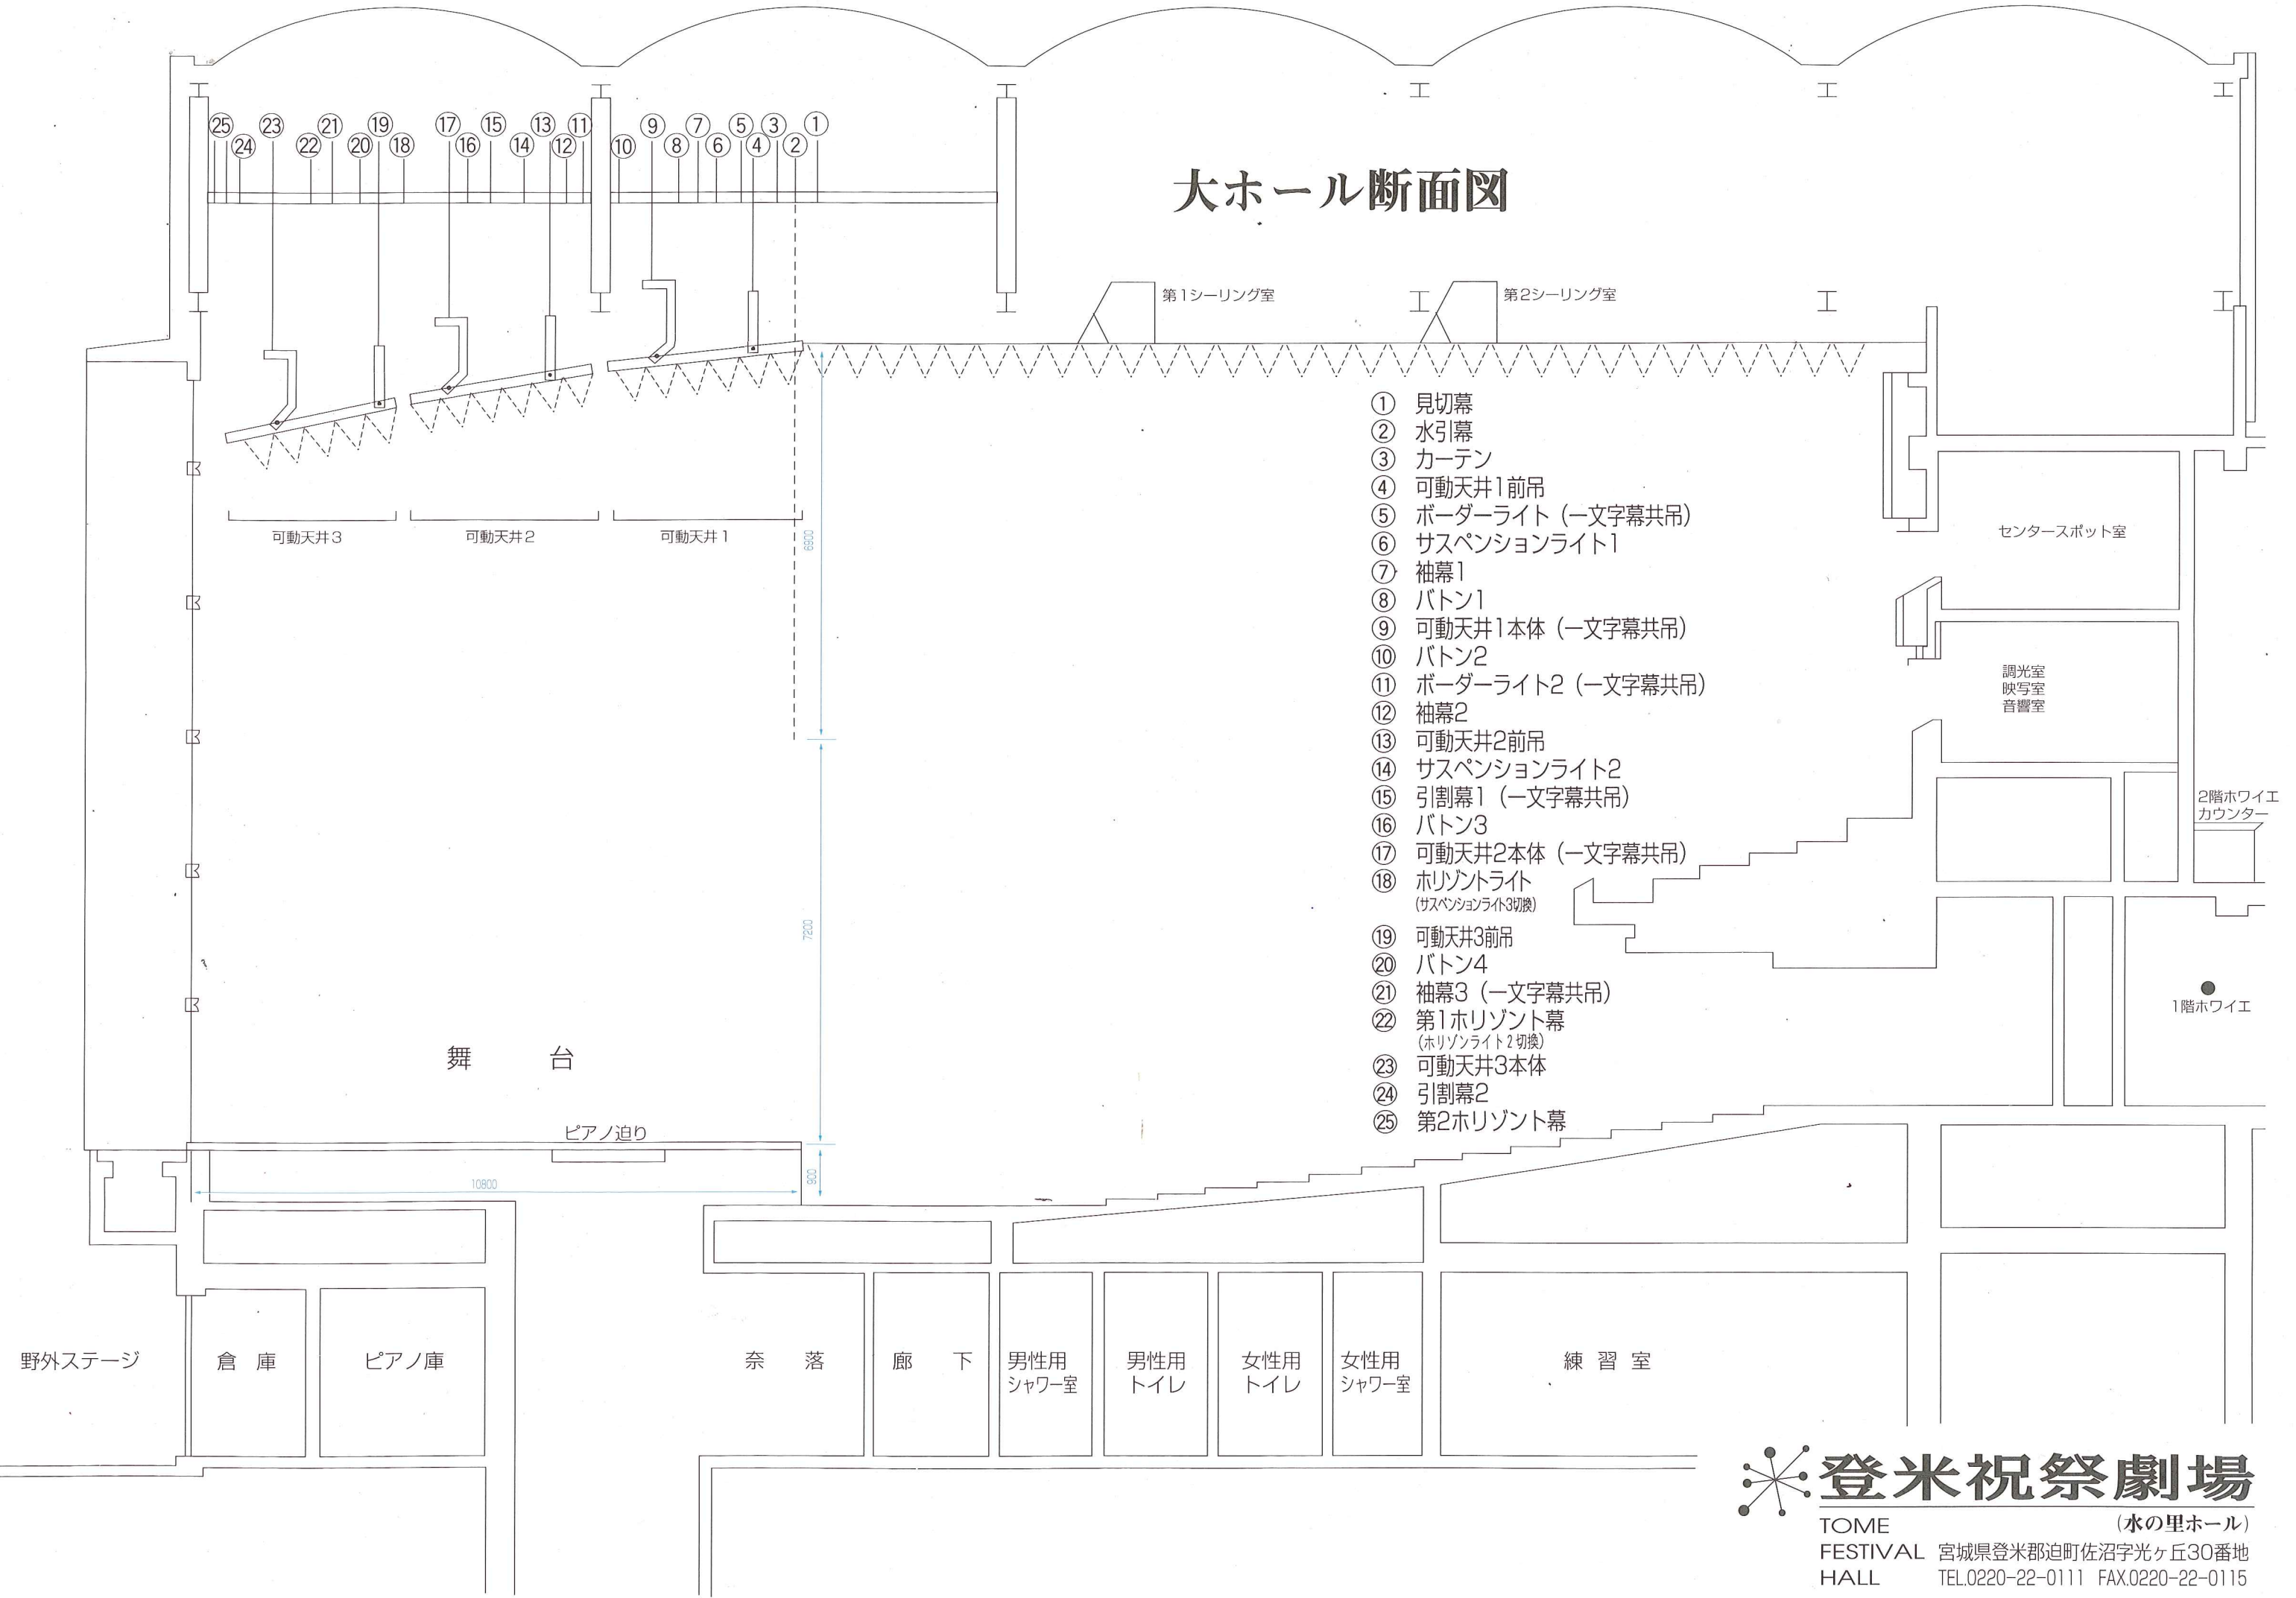 ㉕ ㉓ ㉑ ⑲ ⑰ ⑮ ⑬ ⑪ ⑨ ⑦ ⑤ ③ ①
㉔ ㉒ ⑳ ⑱ ⑯ ⑭ ⑫ ⑩ ⑧ ⑥ ④ ②
大ホール断面図
第1シーリング室
第2シーリング室
可動天井3
可動天井2
可動天井1
6900
7200
900
10800
① 見切幕
② 水引幕
③ カーテン
④ 可動天井1前吊
⑤ ボーダーライト(一文字幕共吊)
⑥ サスペンションライト1
⑦ 袖幕1
⑧ バトン1
⑨ 可動天井1本体(一文字幕共吊)
⑩ バトン2
⑪ ボーダーライト2(一文字幕共吊)
⑫ 袖幕2
⑬ 可動天井2前吊
⑭ サスペンションライト2
⑮ 引割幕1(一文字幕共吊)
⑯ バトン3
⑰ 可動天井2本体(一文字幕共吊)
⑱ ホリゾントライト
(サスペンションライト3切換)
⑲ 可動天井3前吊
⑳ バトン4
㉑ 袖幕3(一文字幕共吊)
㉒ 第1ホリゾント幕
(ホリゾンライト2切換)
㉓ 可動天井3本体
㉔ 引割幕2
㉕ 第2ホリゾント幕
センタースポット室
調光室
映写室
音響室
2階ホワイエ
カウンター
1階ホワイエ
舞台
ピアノ迫り
野外ステージ
倉庫
ピアノ庫
奈落
廊下
男性用
シャワー室
男性用
トイレ
女性用
トイレ
女性用
シャワー室
練習室
登米祝祭劇場
(水の里ホール)
TOME
FESTIVAL
HALL
宮城県登米郡迫町佐沼字光ヶ丘30番地
TEL.0220-22-0111 FAX.0220-22-0115